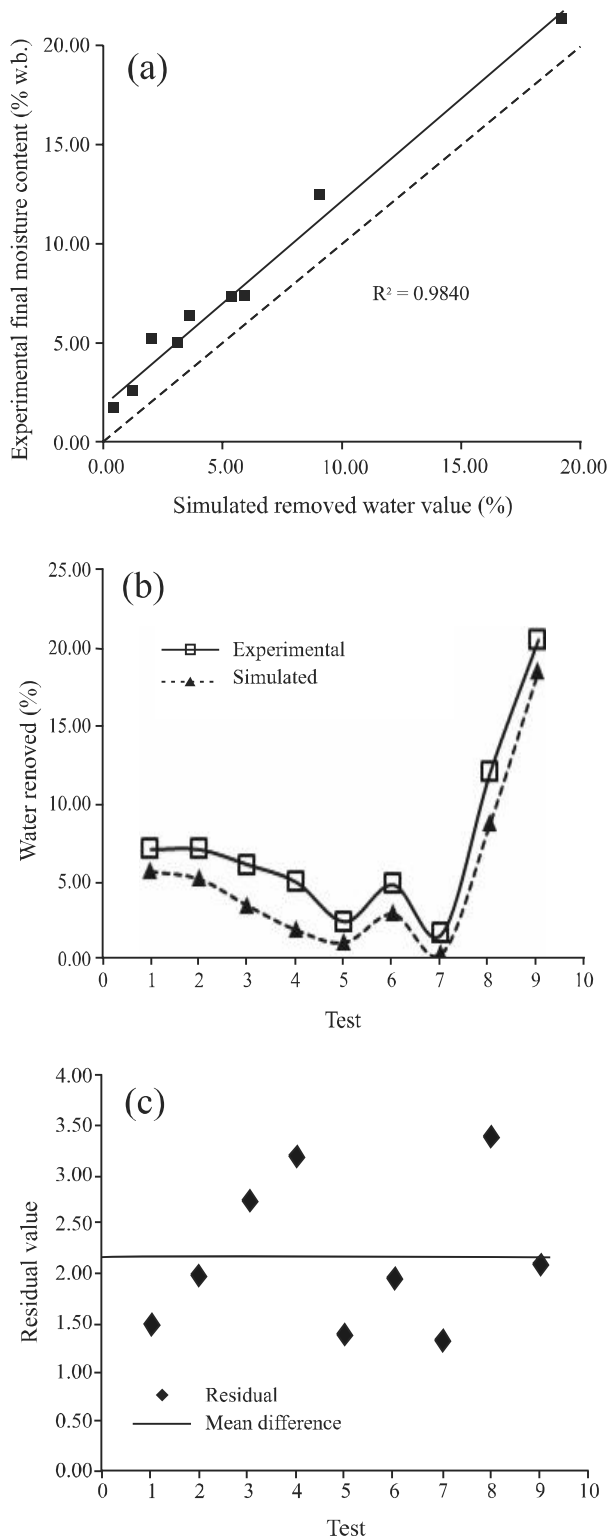 (a)
Experimental final moisture content (% w.b.)
20.00
15.00
10.00
5.00
0.00
R² = 0.9840
0.00 5.00 10.00 15.00 20.00
Simulated removed water value (%)
(b)
Water renoved (%)
25.00
20.00
15.00
10.00
5.00
0.00
Experimental
Simulated
0 1 2 3 4 5 6 7 8 9 10
Test
(c)
Residual value
4.00
3.50
3.00
2.50
2.00
1.50
1.00
0.50
0.00
Residual
Mean difference
0 1 2 3 4 5 6 7 8 9 10
Test